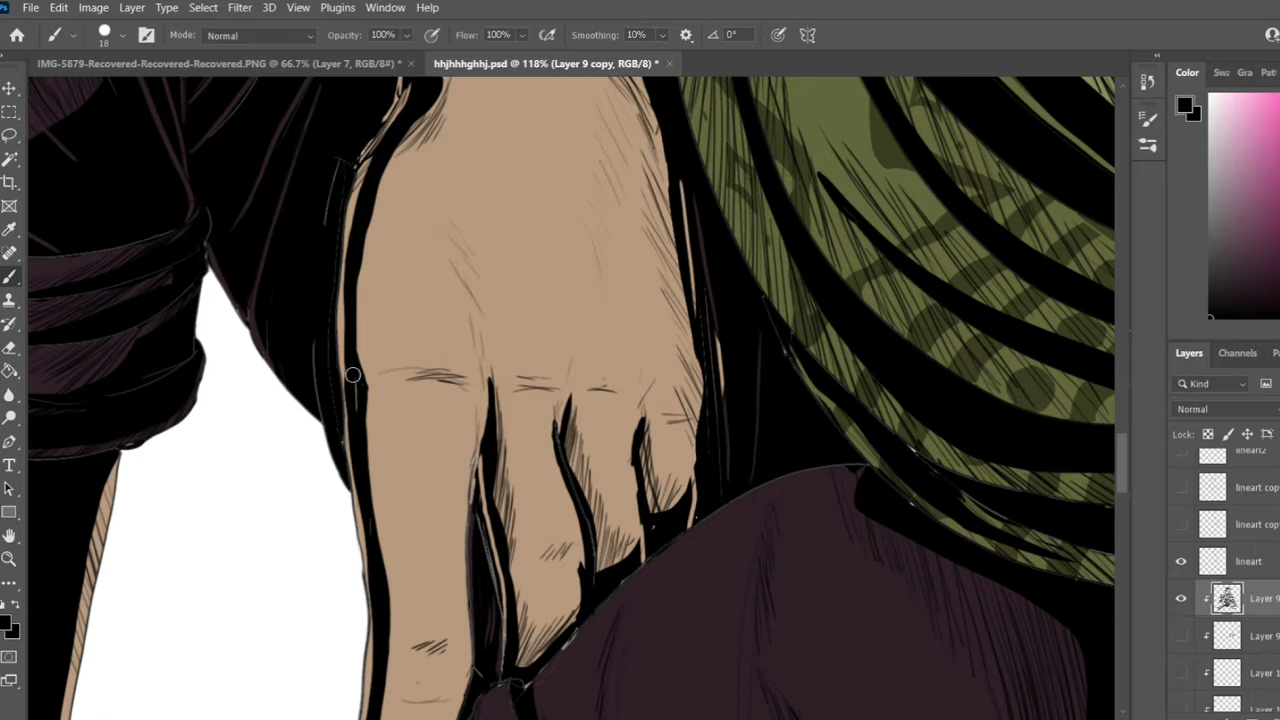 Ps File Edit Image Layer Type Select Filter 3D View Plugins Window Help
18 Mode: Normal Opacity: 100% Flow: 100% Smoothing: 10% 0°
IMG-5879-Recovered-Recovered-Recovered.PNG @ 66.7% (Layer 7, RGB/8#) * × hhjhhhghhj.psd @ 118% (Layer 9 copy, RGB/8) * ×
Color Swa Gra Pat
Layers Channels
Kind
Normal
Lock:
lineart2
lineart cop
lineart cop
lineart
Layer 9
Layer 9
Layer 1